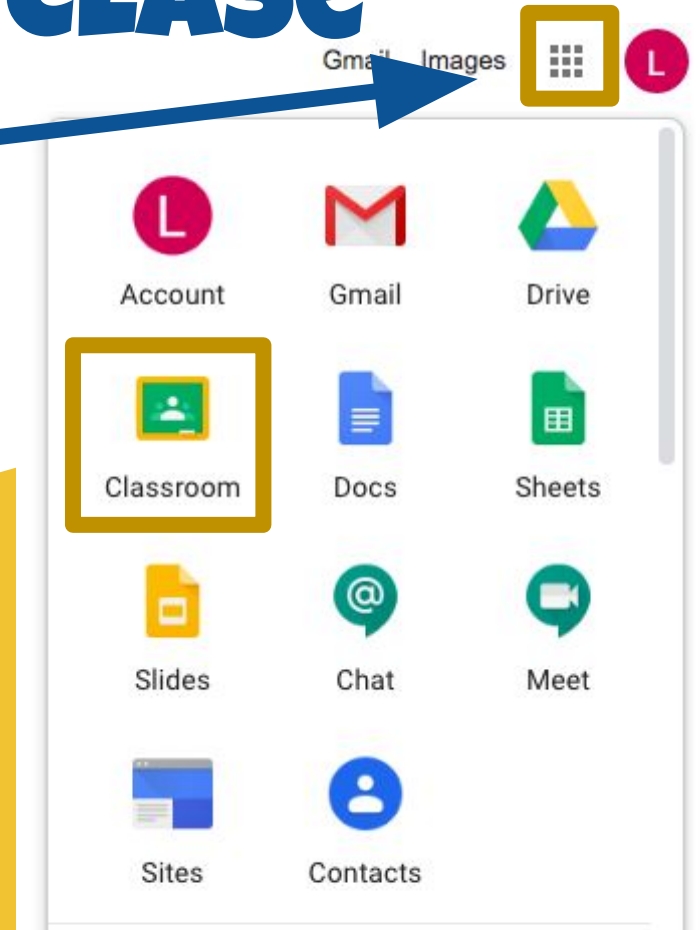 CLASE
Gmail Images L
L
Account Gmail Drive
Classroom Docs Sheets
@
Slides Chat Meet
Sites Contacts